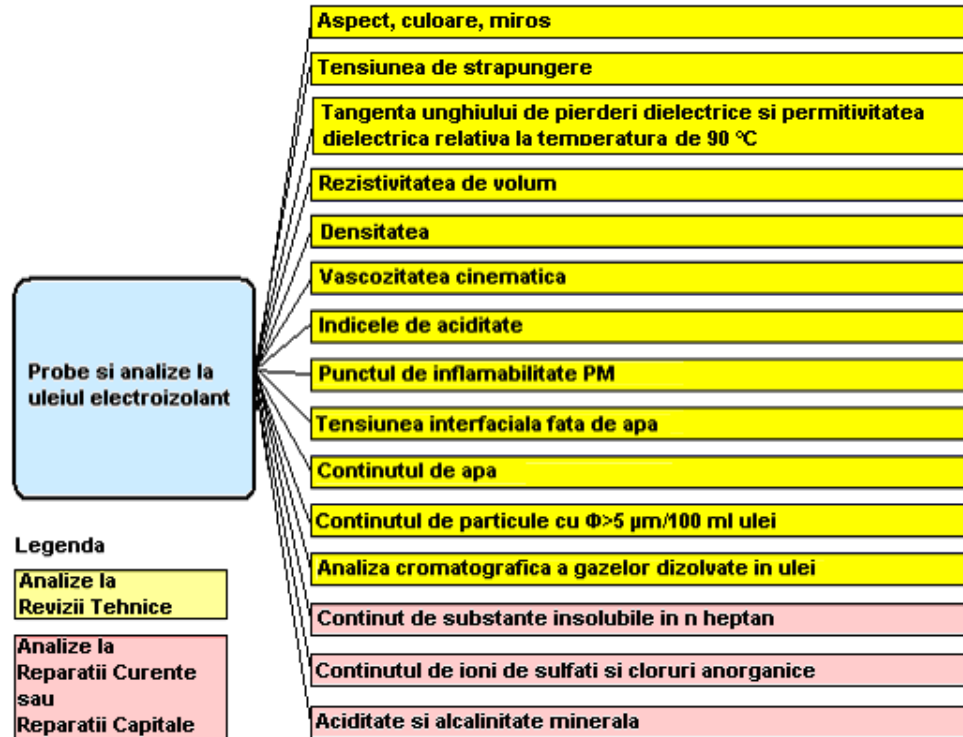 Aspect, culoare, miros
Tensiunea de strapungere
Tangenta unghiului de pierderi dielectrice si permitivitatea
dielectrica relativa la temperatura de 90 °C
Rezistivitatea de volum
Densitatea
Vascozitatea cinematica
Indicele de aciditate
Punctul de inflamabilitate PM
Tensiunea interfaciala fata de apa
Continutul de apa
Continutul de particule cu Φ>5 µm/100 ml ulei
Analiza cromatografica a gazelor dizolvate in ulei
Continut de substante insolubile in n heptan
Continutul de ioni de sulfati si cloruri anorganice
Aciditate si alcalinitate minerala
Probe si analize la
uleiul electroizolant
Legenda
Analize la
Revizii Tehnice
Analize la
Reparatii Curente
sau
Reparatii Capitale